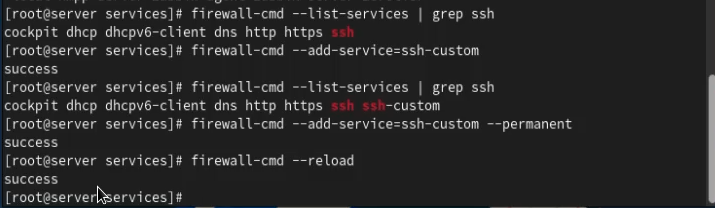 [root@server services]# firewall-cmd --list-services | grep ssh
cockpit dhcp dhcpv6-client dns http https ssh
[root@server services]# firewall-cmd --add-service=ssh-custom
success
[root@server services]# firewall-cmd --list-services | grep ssh
cockpit dhcp dhcpv6-client dns http https ssh ssh-custom
[root@server services]# firewall-cmd --add-service=ssh-custom --permanent
success
[root@server services]# firewall-cmd --reload
success
[root@server services]#